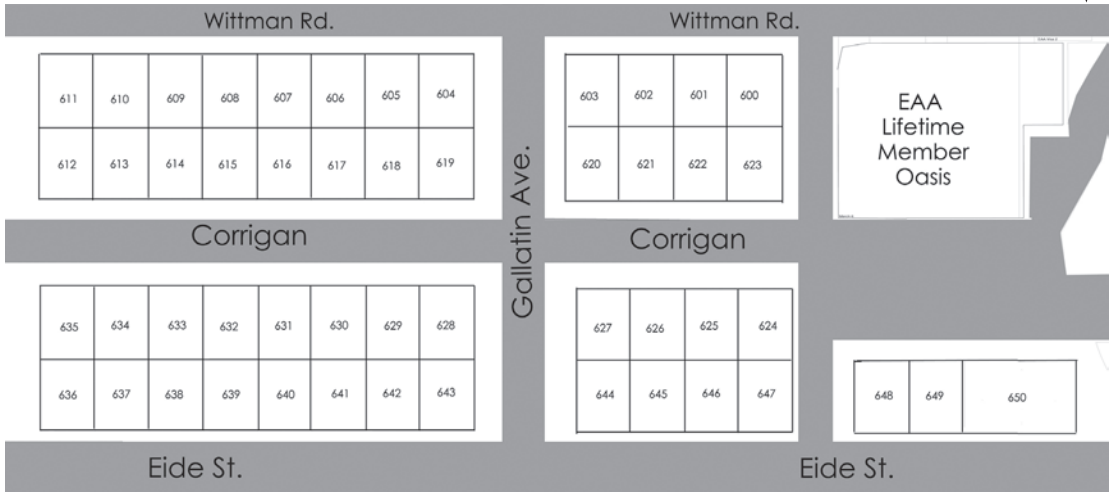 Wittman Rd. Wittman Rd.
611 610 609 608 607 606 605 604
612 613 614 615 616 617 618 619
603 602 601 600
620 621 622 623
EAA
Lifetime
Member
Oasis
Gallatin Ave.
Corrigan Corrigan
635 634 633 632 631 630 629 628
636 637 638 639 640 641 642 643
627 626 625 624
644 645 646 647
648 649 650
Eide St. Eide St.